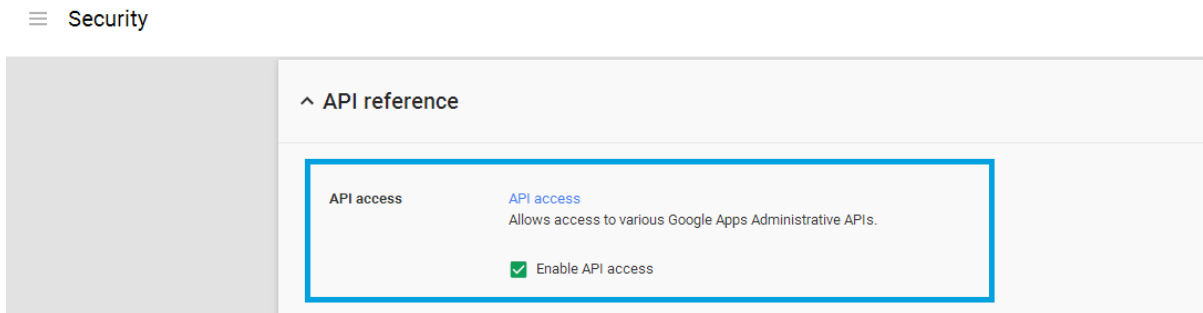 Security
API reference
API access
API access
Allows access to various Google Apps Administrative APIs.
Enable API access